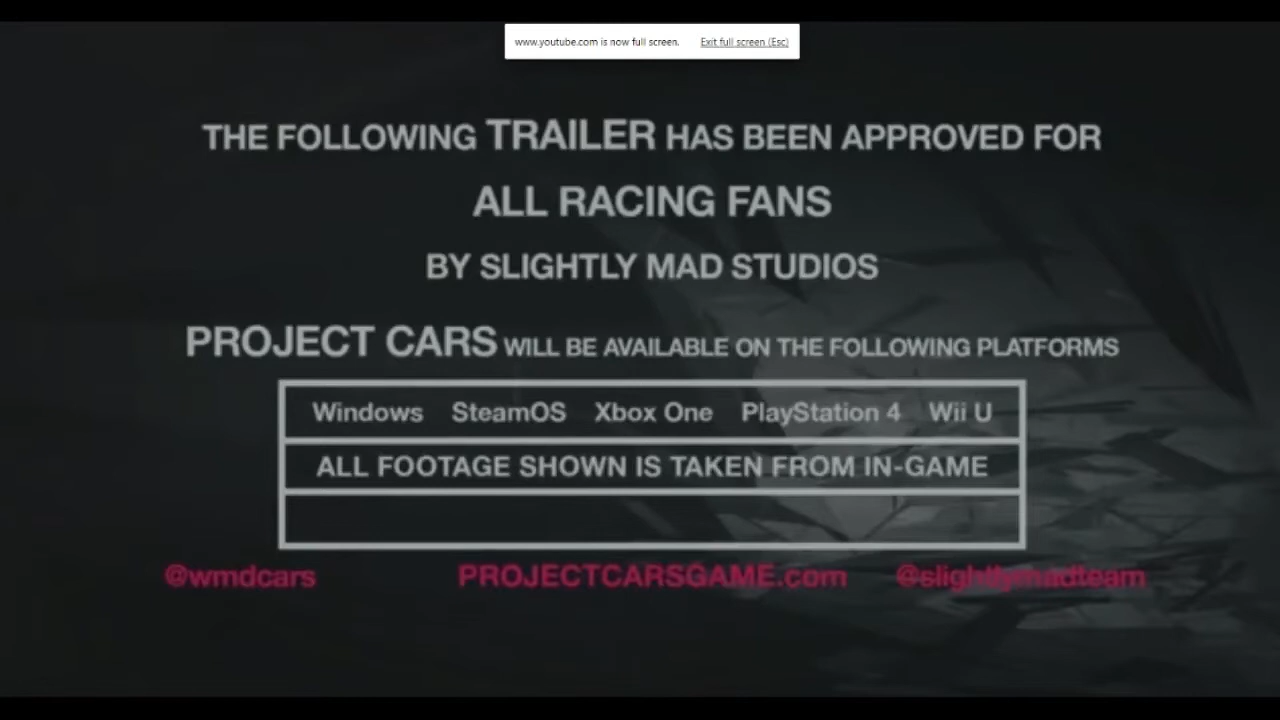 www.youtube.com is now full screen. Exit full screen (Esc)
THE FOLLOWING TRAILER HAS BEEN APPROVED FOR
ALL RACING FANS
BY SLIGHTLY MAD STUDIOS
PROJECT CARS WILL BE AVAILABLE ON THE FOLLOWING PLATFORMS
Windows SteamOS Xbox One PlayStation 4 Wii U
ALL FOOTAGE SHOWN IS TAKEN FROM IN-GAME
@wmdcars PROJECTCARSGAME.com @slightlymadteam